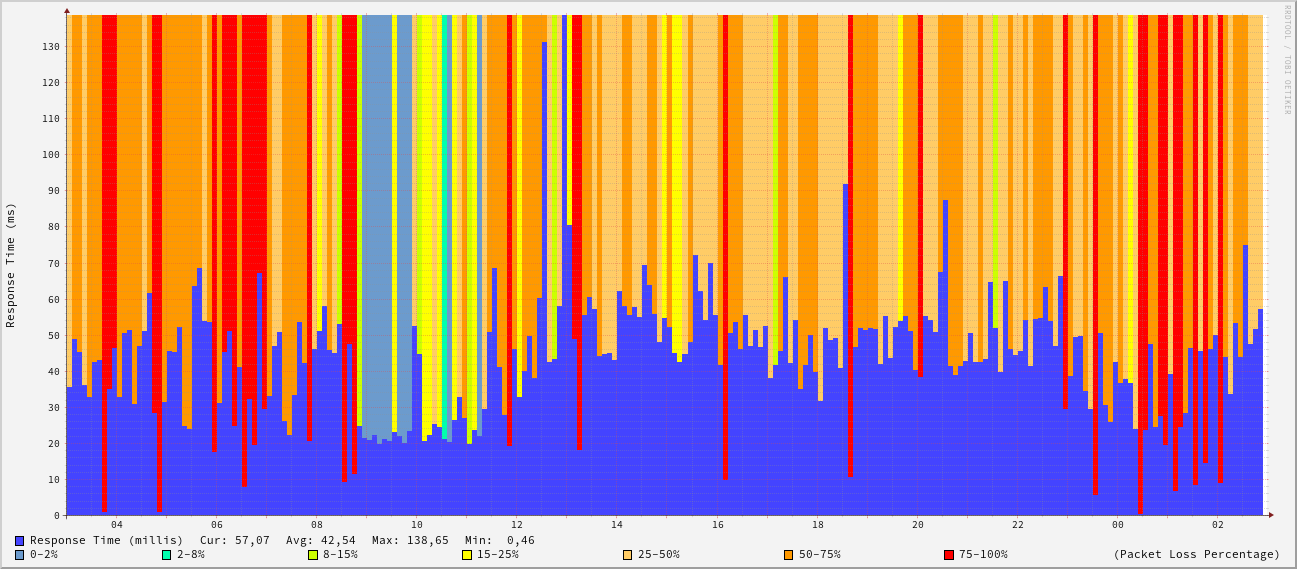 RRDTOOL / TOBI OETIKER
Response Time (ms)
130
120
110
100
90
80
70
60
50
40
30
20
10
0
04 06 08 10 12 14 16 18 20 22 00 02
Response Time (millis) Cur: 57,07 Avg: 42,54 Max: 138,65 Min: 0,46
0-2% 2-8% 8-15% 15-25% 25-50% 50-75% 75-100% (Packet Loss Percentage)